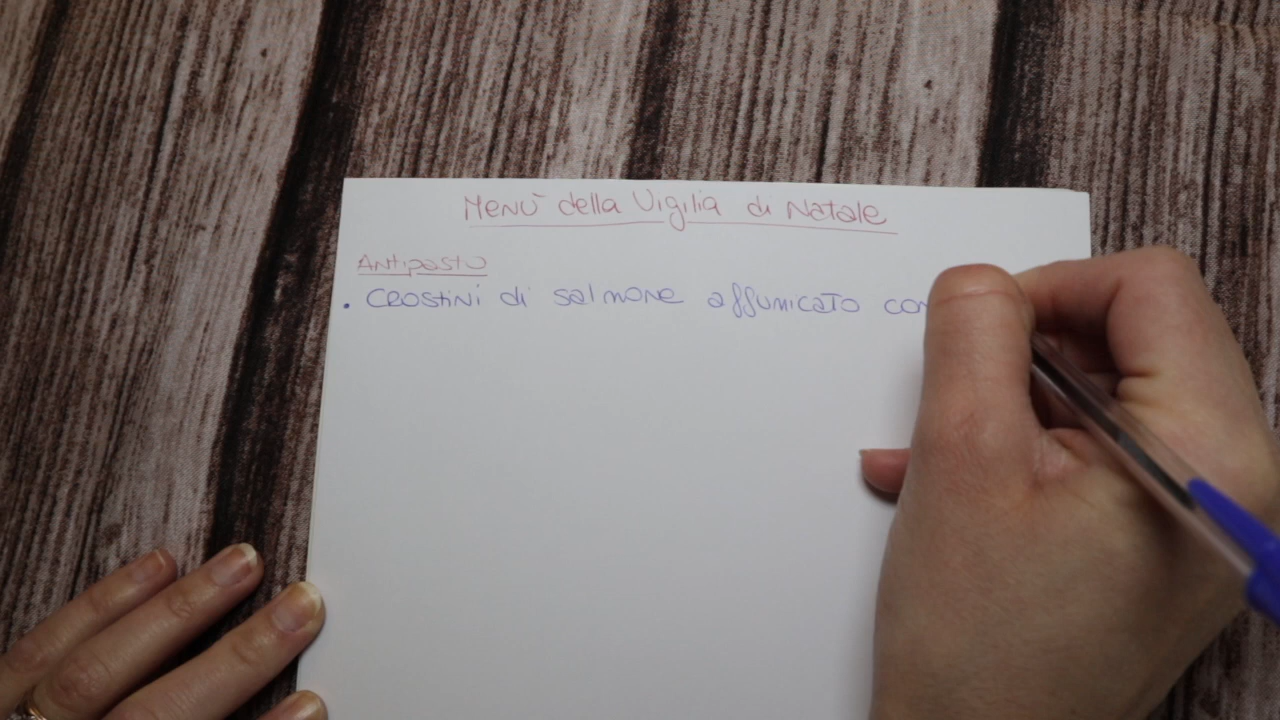 Menù della Vigilia di Natale
Antipasto
. Crostini di salmone affumicato con